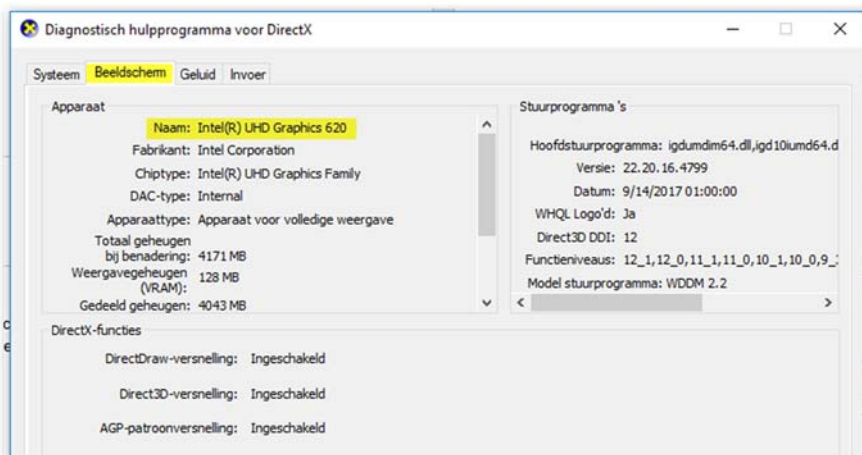 Diagnostisch hulpprogramma voor DirectX
Systeem Beeldscherm Geluid Invoer
Apparaat
Naam: Intel(R) UHD Graphics 620
Fabrikant: Intel Corporation
Chiptype: Intel(R) UHD Graphics Family
DAC-type: Internal
Apparaattype: Apparaat voor volledige weergave
Totaal geheugen
bij benadering: 4171 MB
Weergavegeheugen
(VRAM): 128 MB
Gedeeld geheugen: 4043 MB
Stuurprogramma 's
Hoofdstuurprogramma: igdumdim64.dll,igd10iumd64.d
Versie: 22.20.16.4799
Datum: 9/14/2017 01:00:00
WHQL Logo'd: Ja
Direct3D DDI: 12
Functieniveaus: 12_1,12_0,11_1,11_0,10_1,10_0,9_
Model stuurprogramma: WDDM 2.2
DirectX-functies
DirectDraw-versnelling: Ingeschakeld
Direct3D-versnelling: Ingeschakeld
AGP-patroonversnelling: Ingeschakeld